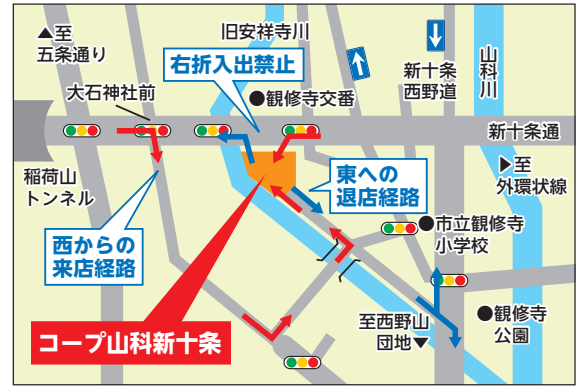 ▲至
五条通り
旧安祥寺川
右折入出禁止
新十条
西野道
山科川
大石神社前
●観修寺交番
新十条通
稲荷山
トンネル
▶至
外環状線
東への
退店経路
西からの
来店経路
●市立観修寺
小学校
コープ山科新十条
至西野山
団地▼
●観修寺
公園